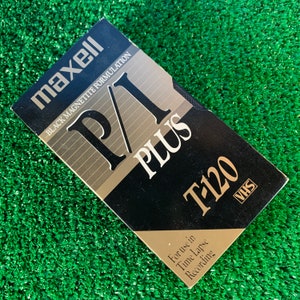 maxell
BLACK MAGNETITE FORMULATION
P/I
PLUS
T-120
VHS
For use in
Time Lapse
Recording